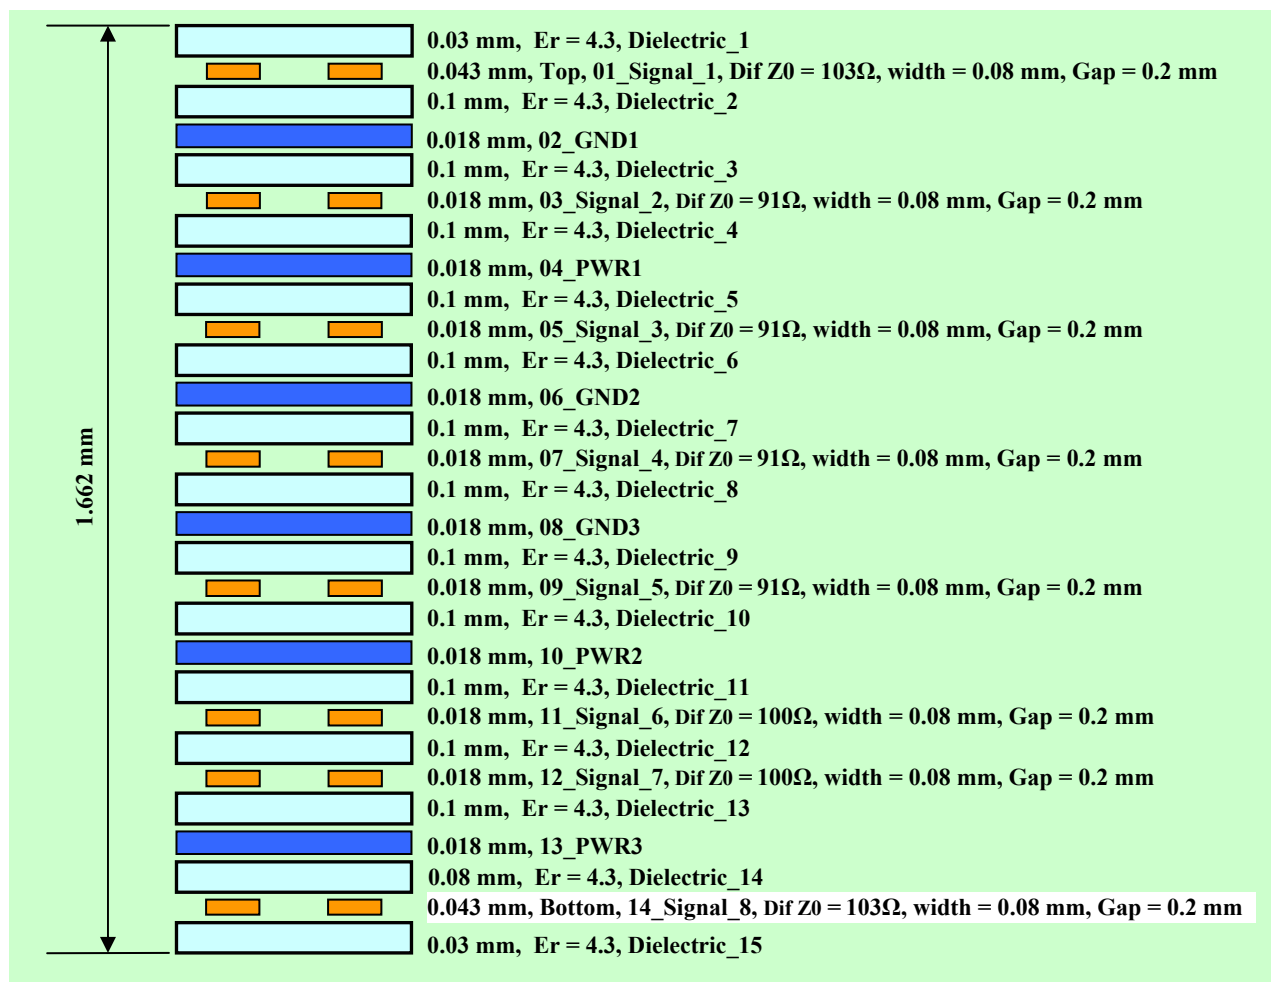 0.03 mm,  Er = 4.3, Dielectric_1
0.043 mm, Top, 01_Signal_1, Dif Z0 = 103Ω, width = 0.08 mm, Gap = 0.2 mm
0.1 mm,  Er = 4.3, Dielectric_2
0.018 mm, 02_GND1
0.1 mm,  Er = 4.3, Dielectric_3
0.018 mm, 03_Signal_2, Dif Z0 = 91Ω, width = 0.08 mm, Gap = 0.2 mm
0.1 mm,  Er = 4.3, Dielectric_4
0.018 mm, 04_PWR1
0.1 mm,  Er = 4.3, Dielectric_5
0.018 mm, 05_Signal_3, Dif Z0 = 91Ω, width = 0.08 mm, Gap = 0.2 mm
0.1 mm,  Er = 4.3, Dielectric_6
0.018 mm, 06_GND2
0.1 mm,  Er = 4.3, Dielectric_7
0.018 mm, 07_Signal_4, Dif Z0 = 91Ω, width = 0.08 mm, Gap = 0.2 mm
0.1 mm,  Er = 4.3, Dielectric_8
1.662 mm
0.018 mm, 08_GND3
0.1 mm,  Er = 4.3, Dielectric_9
0.018 mm, 09_Signal_5, Dif Z0 = 91Ω, width = 0.08 mm, Gap = 0.2 mm
0.1 mm,  Er = 4.3, Dielectric_10
0.018 mm, 10_PWR2
0.1 mm,  Er = 4.3, Dielectric_11
0.018 mm, 11_Signal_6, Dif Z0 = 100Ω, width = 0.08 mm, Gap = 0.2 mm
0.1 mm,  Er = 4.3, Dielectric_12
0.018 mm, 12_Signal_7, Dif Z0 = 100Ω, width = 0.08 mm, Gap = 0.2 mm
0.1 mm,  Er = 4.3, Dielectric_13
0.018 mm, 13_PWR3
0.08 mm,  Er = 4.3, Dielectric_14
0.043 mm, Bottom, 14_Signal_8, Dif Z0 = 103Ω, width = 0.08 mm, Gap = 0.2 mm
0.03 mm,  Er = 4.3, Dielectric_15